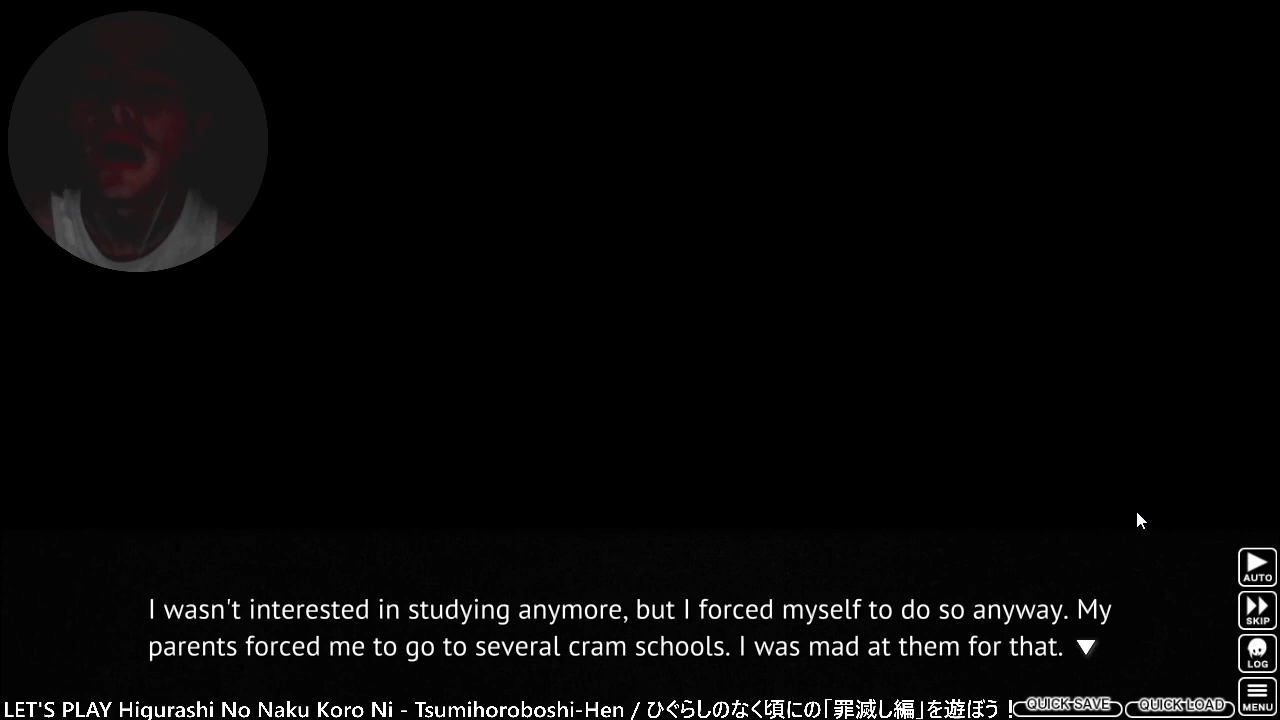 I wasn't interested in studying anymore, but I forced myself to do so anyway. My
parents forced me to go to several cram schools. I was mad at them for that.
AUTO
SKIP
LOG
MENU
LET'S PLAY Higurashi No Naku Koro Ni - Tsumihoroboshi-Hen / ひぐらしのなく頃にの「罪滅し編」を遊ぼう！
QUICK SAVE
QUICK LOAD